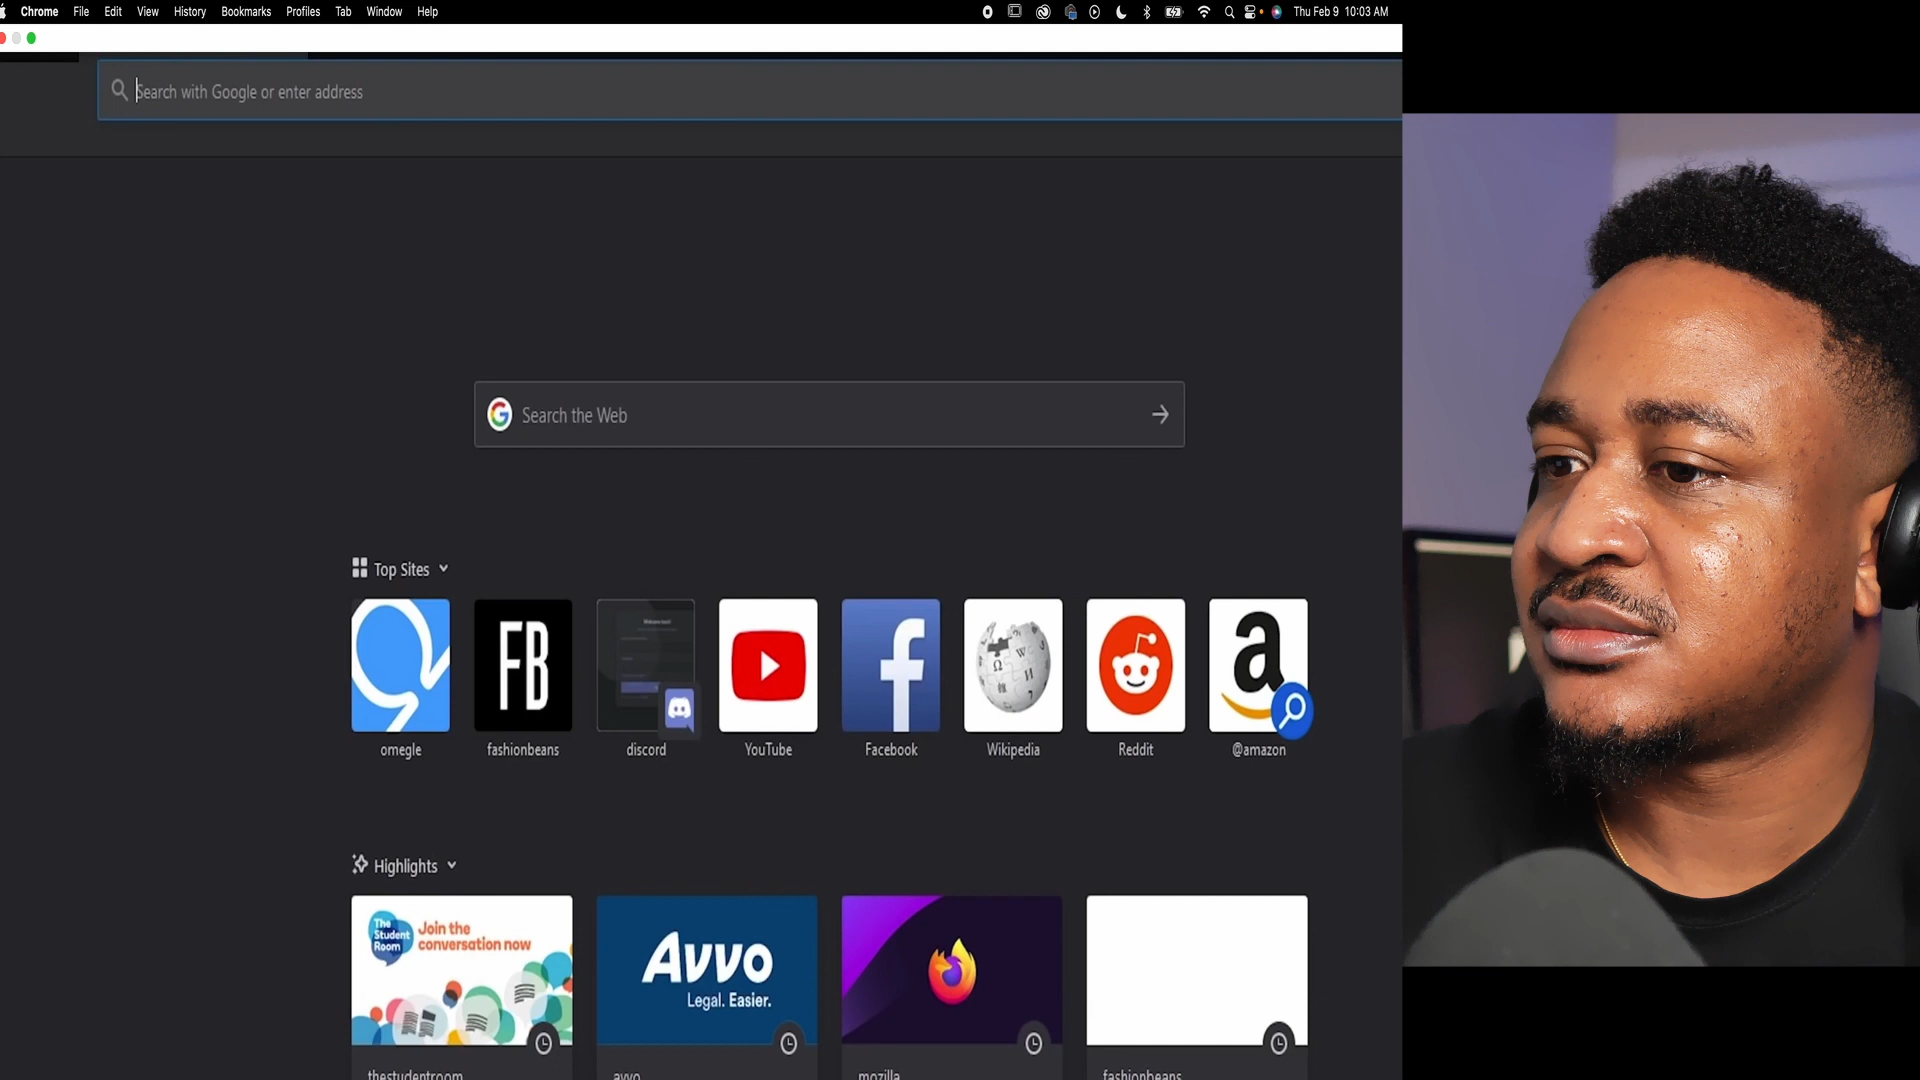 Chrome File Edit View History Bookmarks Profiles Tab Window Help Thu Feb 9 10:03 AM
Search with Google or enter address
Search the Web
Top Sites
FB
omegle fashionbeans discord YouTube Facebook Wikipedia Reddit @amazon
Highlights
The Student Room
Join the conversation now
Avvo
Legal. Easier.
thestudentroom avvo mozilla fashionbeans